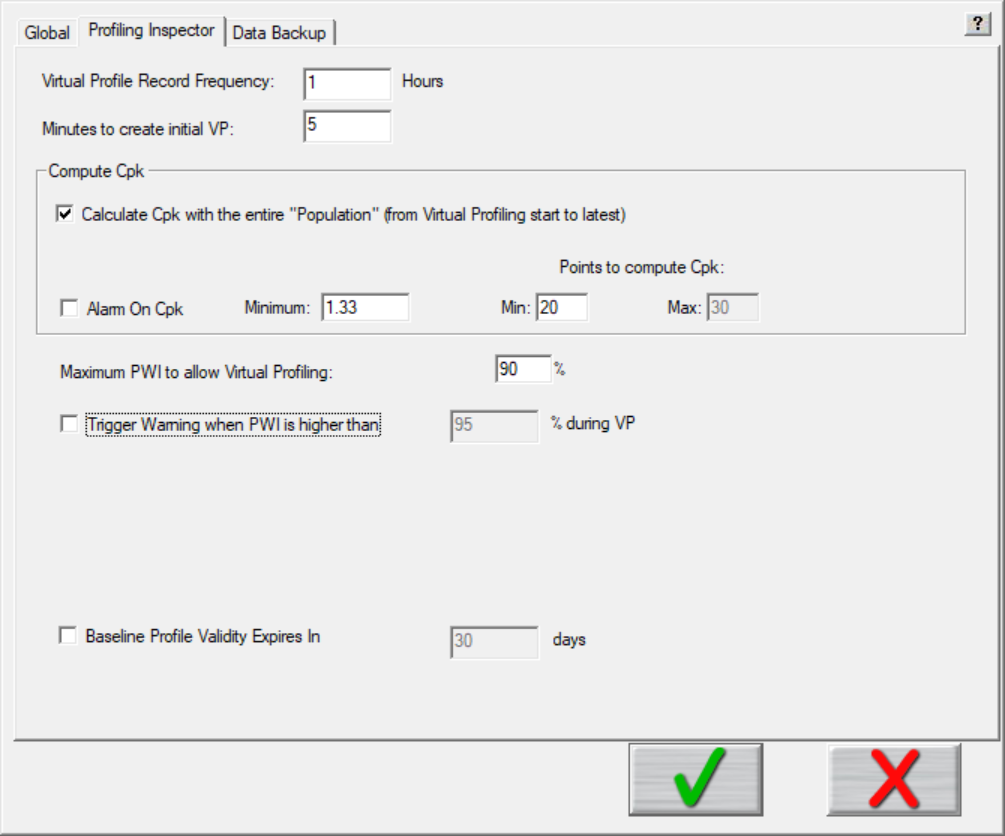 Global Profiling Inspector Data Backup ?
Virtual Profile Record Frequency: 1 Hours
Minutes to create initial VP: 5
Compute Cpk
Calculate Cpk with the entire "Population" (from Virtual Profiling start to latest)
Points to compute Cpk:
Alarm On Cpk Minimum: 1.33 Min: 20 Max: 30
Maximum PWI to allow Virtual Profiling: 90 %
Trigger Warning when PWI is higher than 95 % during VP
Baseline Profile Validity Expires In 30 days